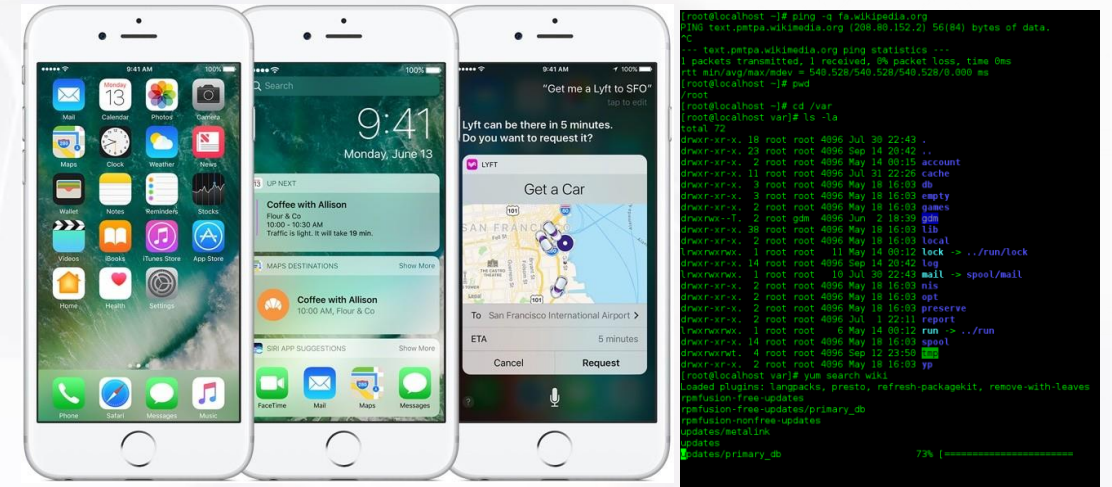 9:41 AM
100%
Monday
13
Mail
Calendar
Photos
Camera
Maps
Clock
Weather
News
Wallet
Notes
Reminders
Stocks
Videos
iBooks
iTunes Store
App Store
Home
Health
Settings
Phone
Safari
Messages
Music
100%
Search
9:41
Monday, June 13
13 UP NEXT
Coffee with Allison
Flour & Co
10:00 - 10:30 AM
Traffic is light. It will take 19 min.
MAPS DESTINATIONS Show More
Coffee with Allison
10:00 AM, Flour & Co
SIRI APP SUGGESTIONS Show More
FaceTime
Mail
Maps
Messages
9:41 AM
100%
“Get me a Lyft to SFO”
tap to edit
Lyft can be there in 5 minutes.
Do you want to request it?
LYFT
Get a Car
101
80
SAN FRANCISCO
THE CASTRO
101
Legal
To San Francisco International Airport
ETA 5 minutes
Cancel Request
?
[root@localhost ~]# ping -q fa.wikipedia.org
PING text.pmtpa.wikimedia.org (208.80.152.2) 56(84) bytes of data.
^C
--- text.pmtpa.wikimedia.org ping statistics ---
1 packets transmitted, 1 received, 0% packet loss, time 0ms
rtt min/avg/max/mdev = 540.528/540.528/540.528/0.000 ms
[root@localhost ~]# pwd
/root
[root@localhost ~]# cd /var
[root@localhost var]# ls -la
total 72
drwxr-xr-x. 18 root root 4096 Jul 30 22:43 .
drwxr-xr-x. 23 root root 4096 Sep 14 20:42 ..
drwxr-xr-x. 2 root root 4096 May 14 00:15 account
drwxr-xr-x. 11 root root 4096 Jul 31 22:26 cache
drwxr-xr-x. 3 root root 4096 May 18 16:03 db
drwxr-xr-x. 3 root root 4096 May 18 16:03 empty
drwxr-xr-x. 2 root root 4096 May 18 16:03 games
drwxrwx--T. 2 root gdm 4096 Jun 2 18:39 gdm
drwxr-xr-x. 38 root root 4096 May 18 16:03 lib
drwxr-xr-x. 2 root root 4096 May 18 16:03 local
lrwxrwxrwx. 1 root root 11 May 14 00:12 lock -> ../run/lock
drwxr-xr-x. 14 root root 4096 Sep 14 20:42 log
lrwxrwxrwx. 1 root root 10 Jul 30 22:43 mail -> spool/mail
drwxr-xr-x. 2 root root 4096 May 18 16:03 nis
drwxr-xr-x. 2 root root 4096 May 18 16:03 opt
drwxr-xr-x. 2 root root 4096 May 18 16:03 preserve
drwxr-xr-x. 2 root root 4096 Jul 1 22:11 report
lrwxrwxrwx. 1 root root 6 May 14 00:12 run -> ../run
drwxr-xr-x. 14 root root 4096 May 18 16:03 spool
drwxrwxrwt. 4 root root 4096 Sep 12 23:50 tmp
drwxr-xr-x. 2 root root 4096 May 18 16:03 yp
[root@localhost var]# yum search wiki
Loaded plugins: langpacks, presto, refresh-packagekit, remove-with-leaves
rpmfusion-free-updates
rpmfusion-free-updates/primary_db
rpmfusion-nonfree-updates
updates/metalink
updates
updates/primary_db 73% [=======================